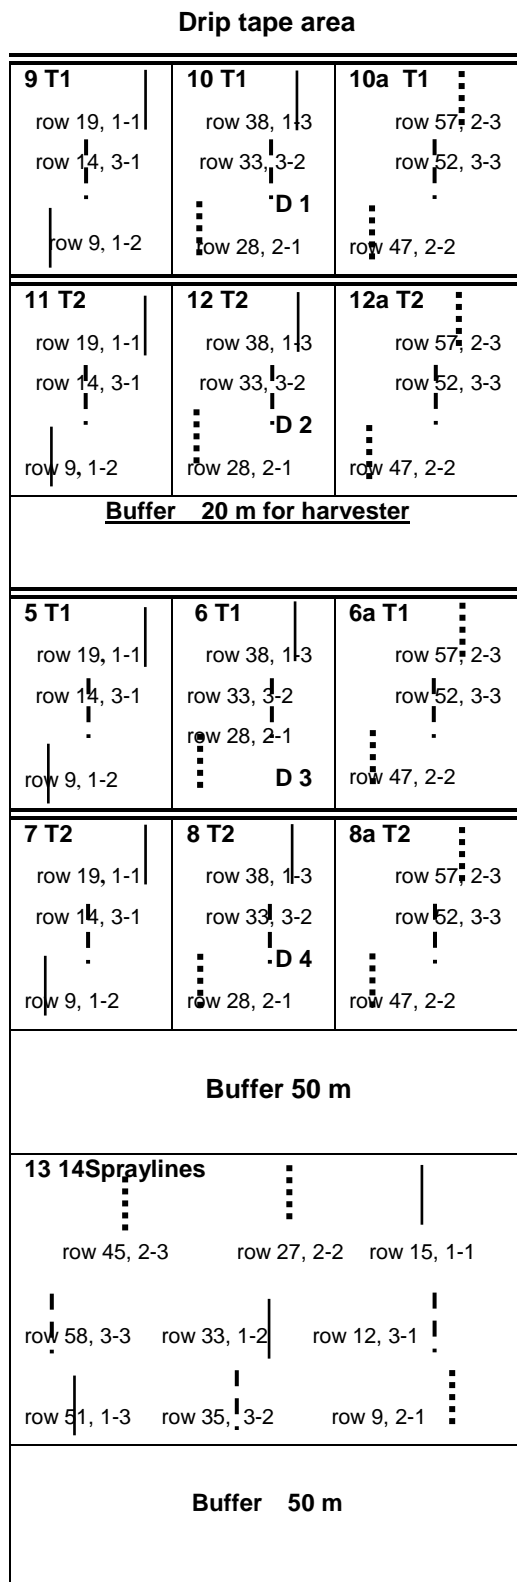 Drip tape area
9 T1
row 19, 1-1
row 14, 3-1
row 9, 1-2
10 T1
row 38, 1-3
row 33, 3-2
D 1
row 28, 2-1
10a T1
row 57, 2-3
row 52, 3-3
row 47, 2-2
11 T2
row 19, 1-1
row 14, 3-1
row 9, 1-2
12 T2
row 38, 1-3
row 33, 3-2
D 2
row 28, 2-1
12a T2
row 57, 2-3
row 52, 3-3
row 47, 2-2
Buffer 20 m for harvester
5 T1
row 19, 1-1
row 14, 3-1
row 9, 1-2
6 T1
row 38, 1-3
row 33, 3-2
row 28, 2-1
D 3
6a T1
row 57, 2-3
row 52, 3-3
row 47, 2-2
7 T2
row 19, 1-1
row 14, 3-1
row 9, 1-2
8 T2
row 38, 1-3
row 33, 3-2
D 4
row 28, 2-1
8a T2
row 57, 2-3
row 52, 3-3
row 47, 2-2
Buffer 50 m
13 14Spraylines
row 45, 2-3 row 27, 2-2 row 15, 1-1
row 58, 3-3 row 33, 1-2 row 12, 3-1
row 51, 1-3 row 35, 3-2 row 9, 2-1
Buffer 50 m